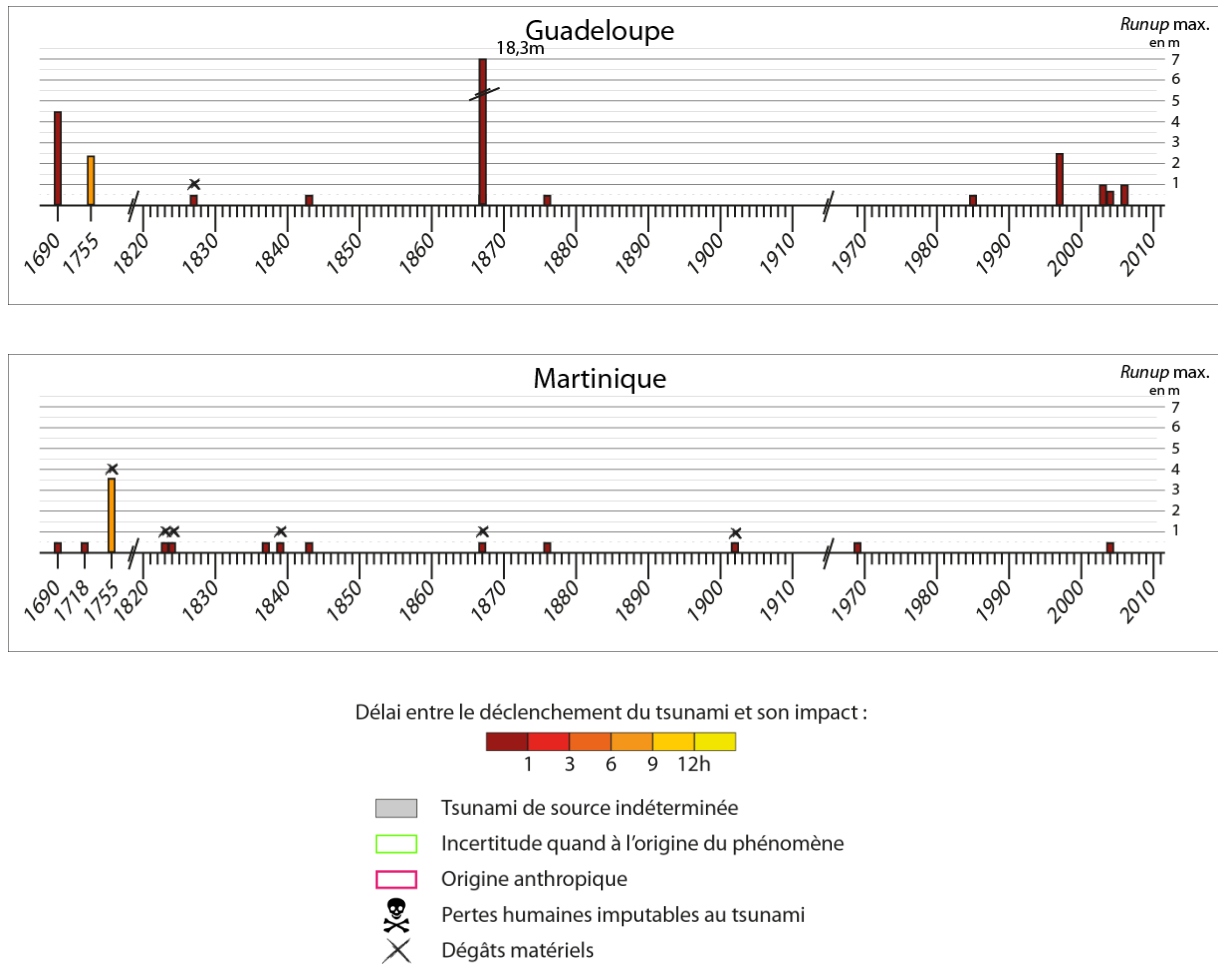 Guadeloupe
Runup max.
en m
18,3m
7
6
5
4
3
2
1
1690 1755 1820 1830 1840 1850 1860 1870 1880 1890 1900 1910 1970 1980 1990 2000 2010
Martinique
Runup max.
en m
7
6
5
4
3
2
1
1690 1718 1755 1820 1830 1840 1850 1860 1870 1880 1890 1900 1910 1970 1980 1990 2000 2010
Délai entre le déclenchement du tsunami et son impact :
1 3 6 9 12h
Tsunami de source indéterminée
Incertitude quand à l'origine du phénomène
Origine anthropique
Pertes humaines imputables au tsunami
Dégâts matériels